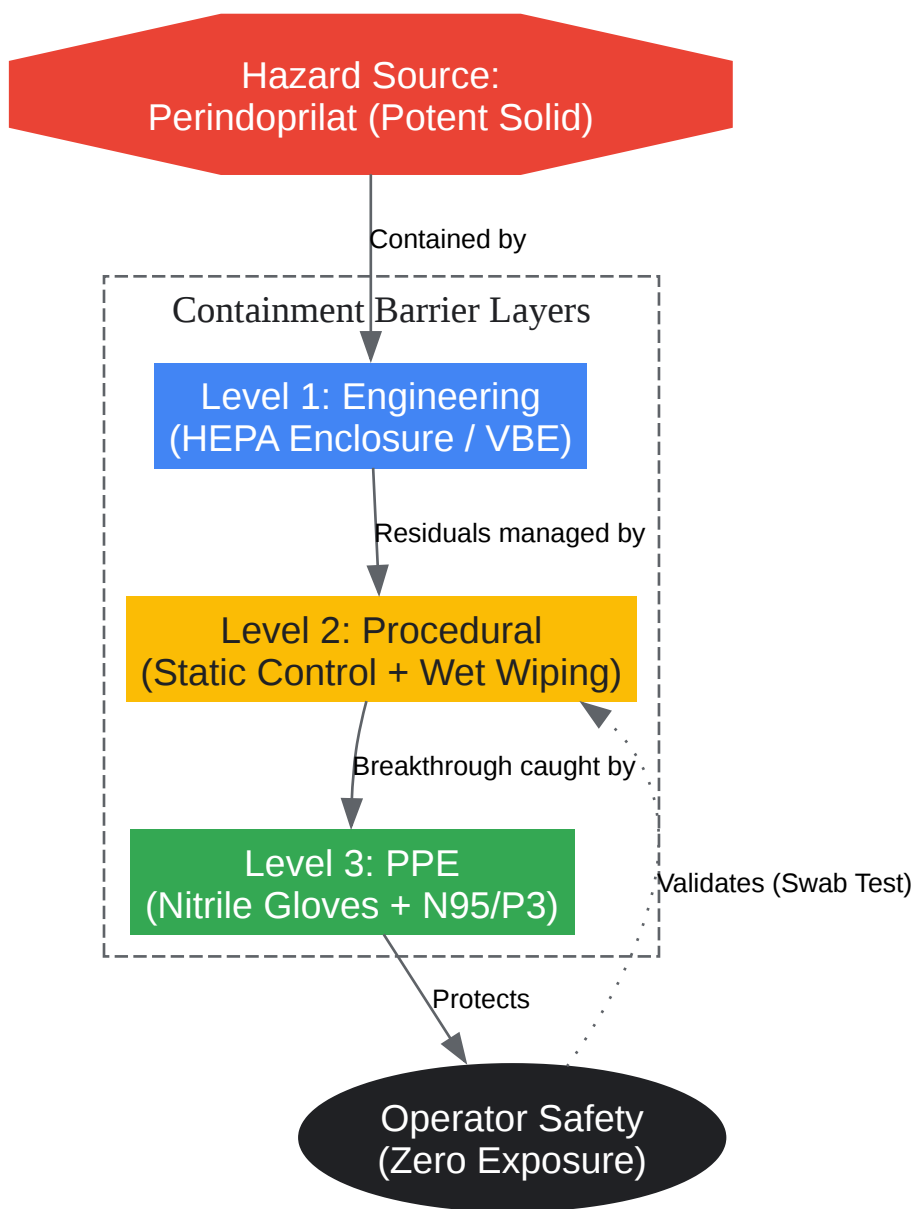 Hazard Source:
Perindoprilat (Potent Solid)
Contained by
Containment Barrier Layers
Level 1: Engineering
(HEPA Enclosure / VBE)
Residuals managed by
Level 2: Procedural
(Static Control + Wet Wiping)
Breakthrough caught by
Level 3: PPE
(Nitrile Gloves + N95/P3)
Validates (Swab Test)
Protects
Operator Safety
(Zero Exposure)